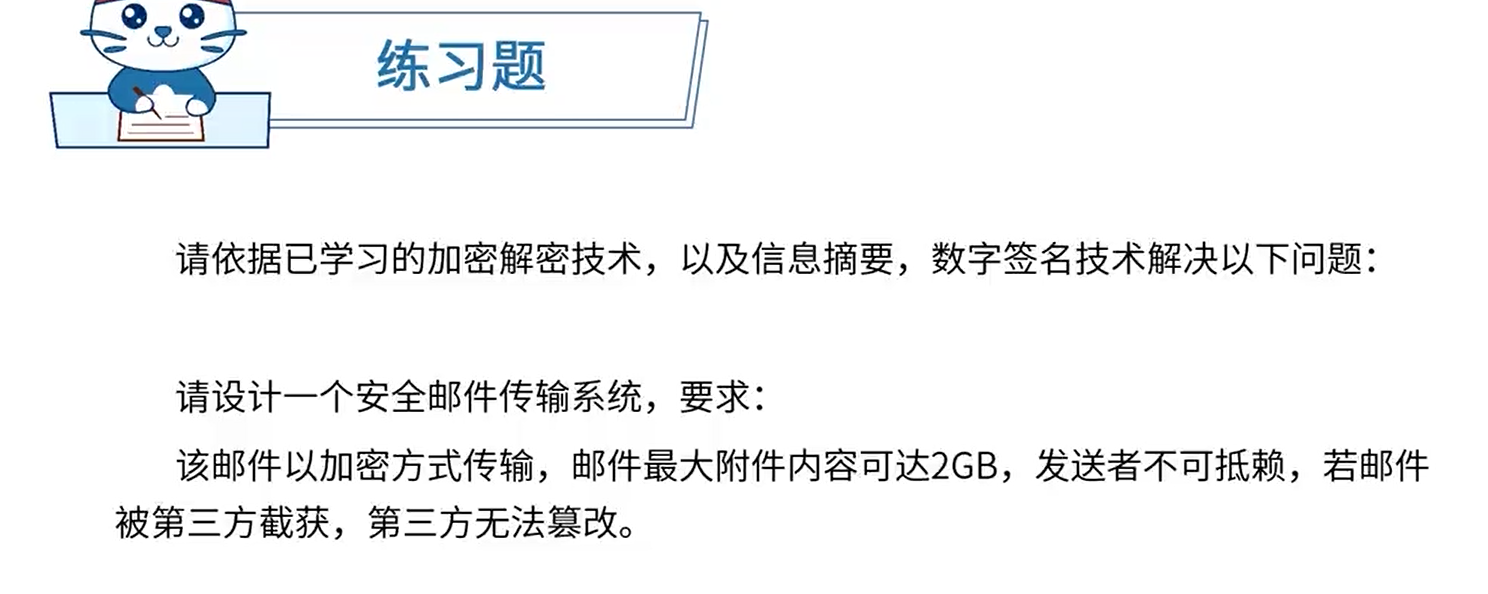 练习题
请依据已学习的加密解密技术，以及信息摘要，数字签名技术解决以下问题：
请设计一个安全邮件传输系统，要求：
该邮件以加密方式传输，邮件最大附件内容可达2GB，发送者不可抵赖，若邮件
被第三方截获，第三方无法篡改。